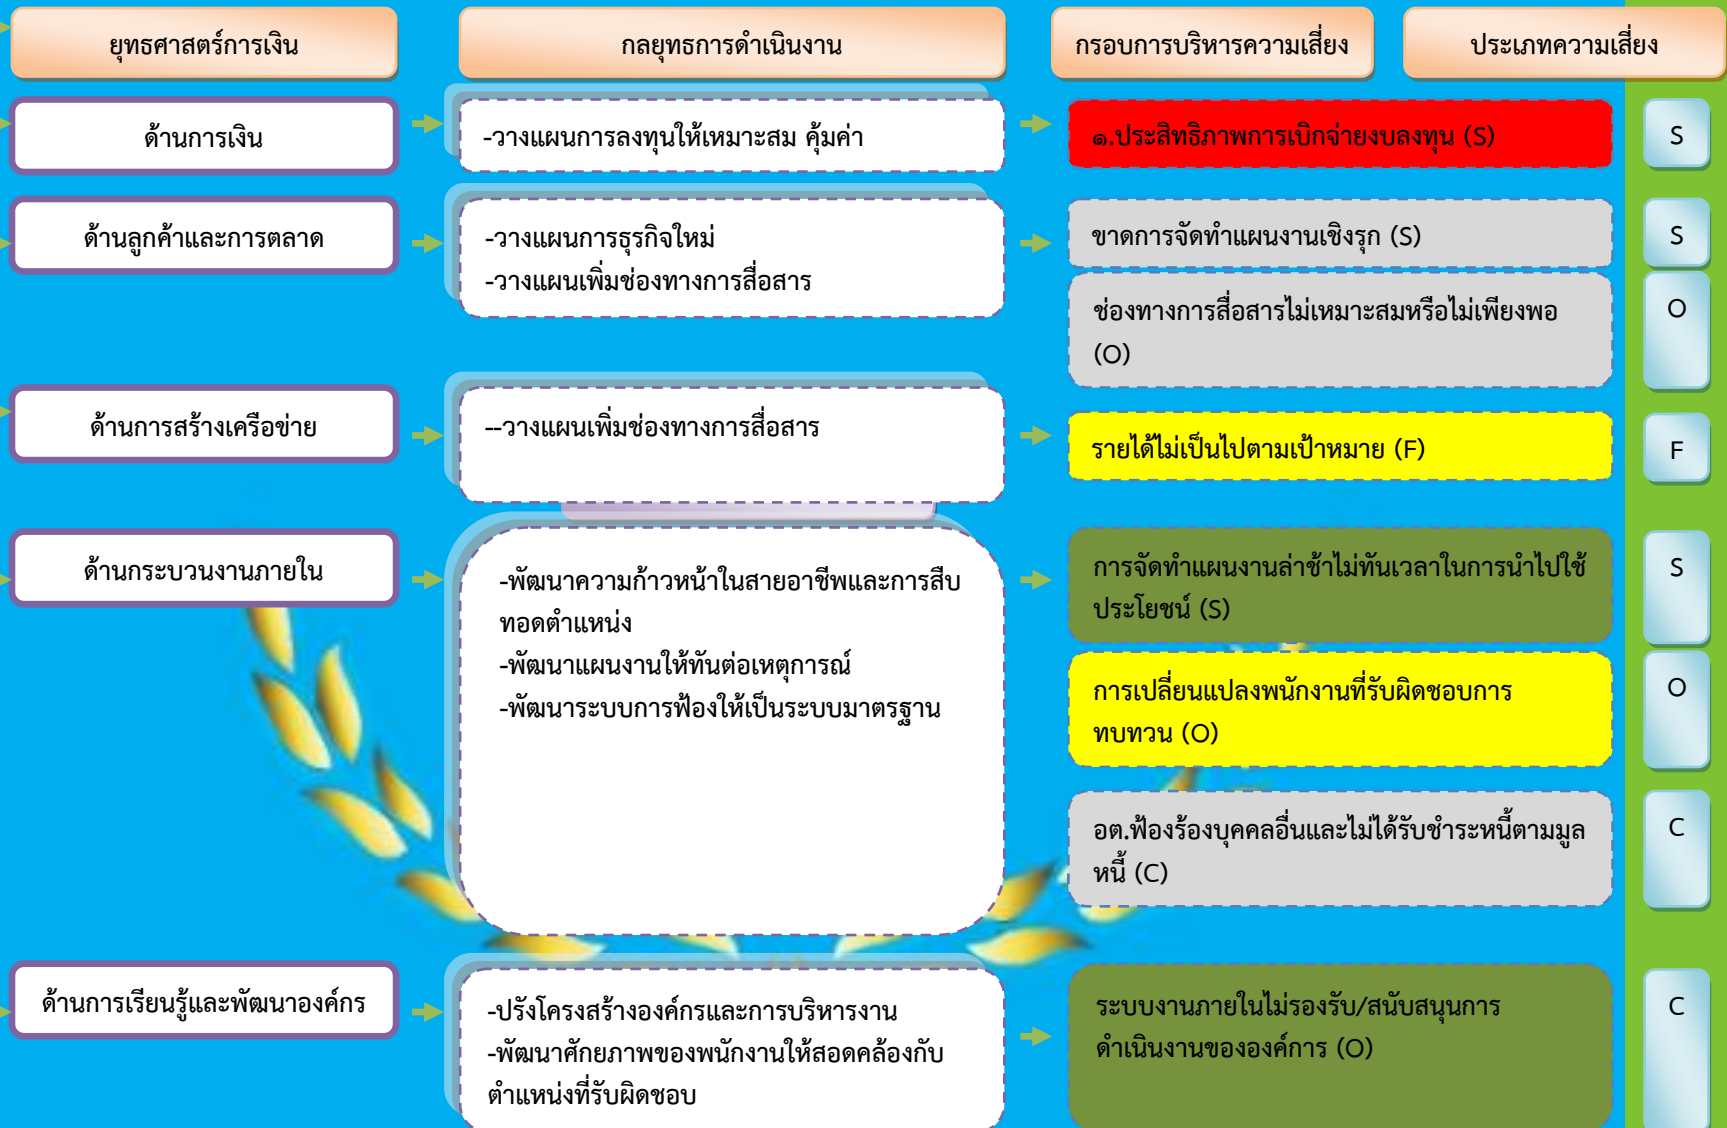 ยุทธศาสตร์การเงิน
กลยุทธการดำเนินงาน
กรอบการบริหารความเสี่ยง
ประเภทความเสี่ยง
ด้านการเงิน
-วางแผนการลงทุนให้เหมาะสม คุ้มค่า
๑.ประสิทธิภาพการเบิกจ่ายงบลงทุน (S)
S
ด้านลูกค้าและการตลาด
-วางแผนการธุรกิจใหม่
-วางแผนเพิ่มช่องทางการสื่อสาร
ขาดการจัดทำแผนงานเชิงรุก (S)
S
ช่องทางการสื่อสารไม่เหมาะสมหรือไม่เพียงพอ
(O)
O
ด้านการสร้างเครือข่าย
--วางแผนเพิ่มช่องทางการสื่อสาร
รายได้ไม่เป็นไปตามเป้าหมาย (F)
F
ด้านกระบวนงานภายใน
-พัฒนาความก้าวหน้าในสายอาชีพและการสืบ
ทอดตำแหน่ง
-พัฒนาแผนงานให้ทันต่อเหตุการณ์
-พัฒนาระบบการฟ้องให้เป็นระบบมาตรฐาน
การจัดทำแผนงานล่าช้าไม่ทันเวลาในการนำไปใช้
ประโยชน์ (S)
S
การเปลี่ยนแปลงพนักงานที่รับผิดชอบการ
ทบทวน (O)
O
อต.ฟ้องร้องบุคคลอื่นและไม่ได้รับชำระหนี้ตามมูล
หนี้ (C)
C
ด้านการเรียนรู้และพัฒนาองค์กร
-ปรังโครงสร้างองค์กรและการบริหารงาน
-พัฒนาศักยภาพของพนักงานให้สอดคล้องกับ
ตำแหน่งที่รับผิดชอบ
ระบบงานภายในไม่รองรับ/สนับสนุนการ
ดำเนินงานขององค์การ (O)
C